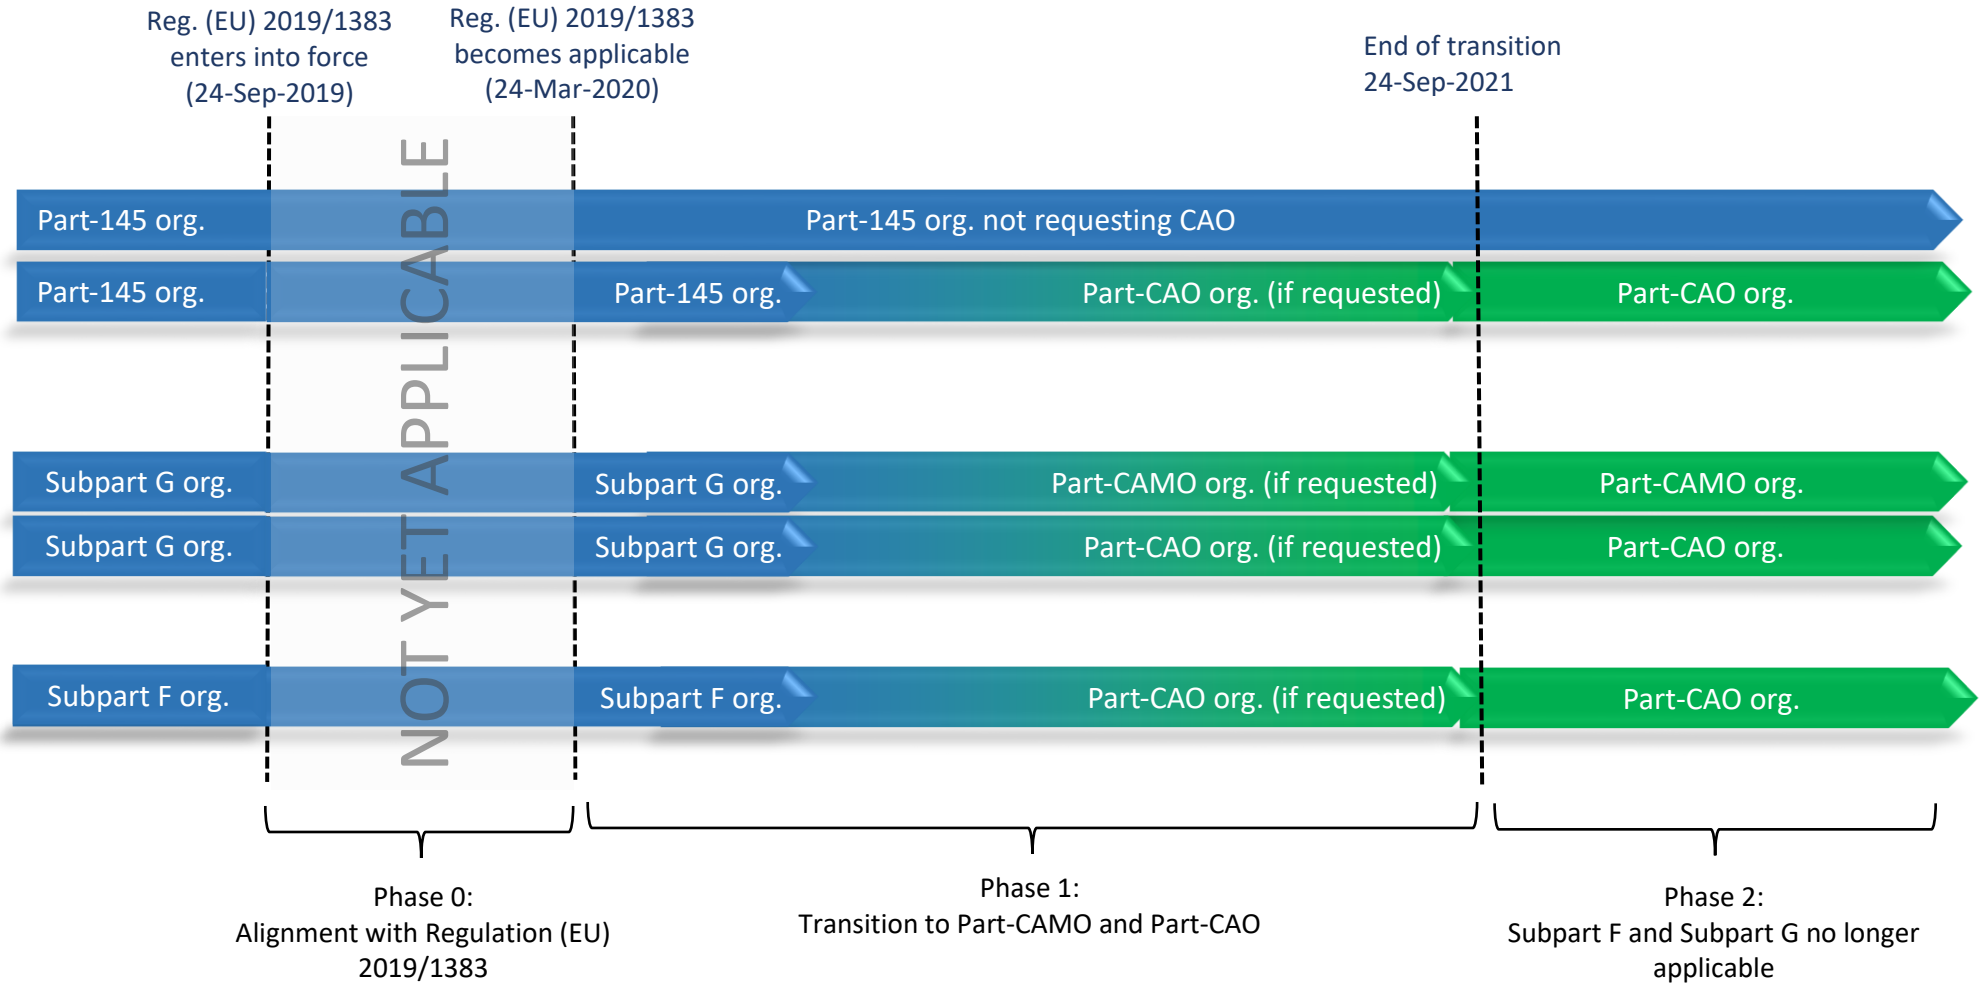 Reg. (EU) 2019/1383
enters into force
(24-Sep-2019)
Reg. (EU) 2019/1383
becomes applicable
(24-Mar-2020)
End of transition
24-Sep-2021
NOT YET APPLICABLE
Part-145 org.
Part-145 org. not requesting CAO
Part-145 org.
Part-145 org.
Part-CAO org. (if requested)
Part-CAO org.
Subpart G org.
Subpart G org.
Part-CAMO org. (if requested)
Part-CAMO org.
Subpart G org.
Subpart G org.
Part-CAO org. (if requested)
Part-CAO org.
Subpart F org.
Subpart F org.
Part-CAO org. (if requested)
Part-CAO org.
Phase 0:
Alignment with Regulation (EU)
2019/1383
Phase 1:
Transition to Part-CAMO and Part-CAO
Phase 2:
Subpart F and Subpart G no longer
applicable